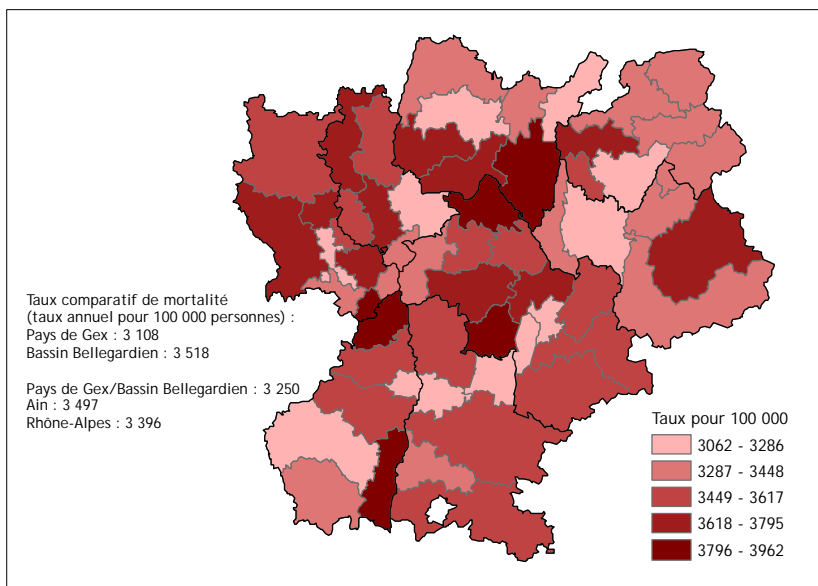 Taux comparatif de mortalité
(taux annuel pour 100 000 personnes) :
Pays de Gex : 3 108
Bassin Bellegardien : 3 518
Pays de Gex/Bassin Bellegardien : 3 250
Ain : 3 497
Rhône-Alpes : 3 396
Taux pour 100 000
3062 - 3286
3287 - 3448
3449 - 3617
3618 - 3795
3796 - 3962